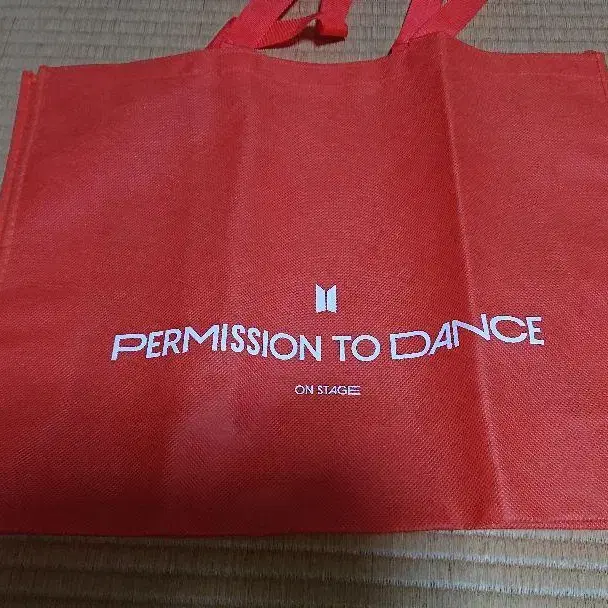 PERMISSION TO DANCE
ON STAGE